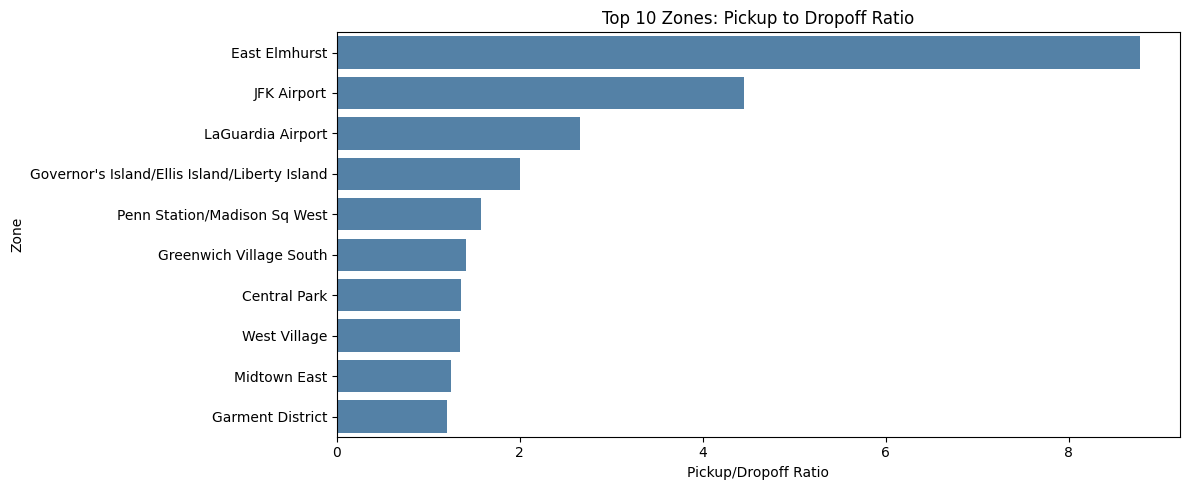 Top 10 Zones: Pickup to Dropoff Ratio
Zone
East Elmhurst
JFK Airport
LaGuardia Airport
Governor's Island/Ellis Island/Liberty Island
Penn Station/Madison Sq West
Greenwich Village South
Central Park
West Village
Midtown East
Garment District
0 2 4 6 8
Pickup/Dropoff Ratio